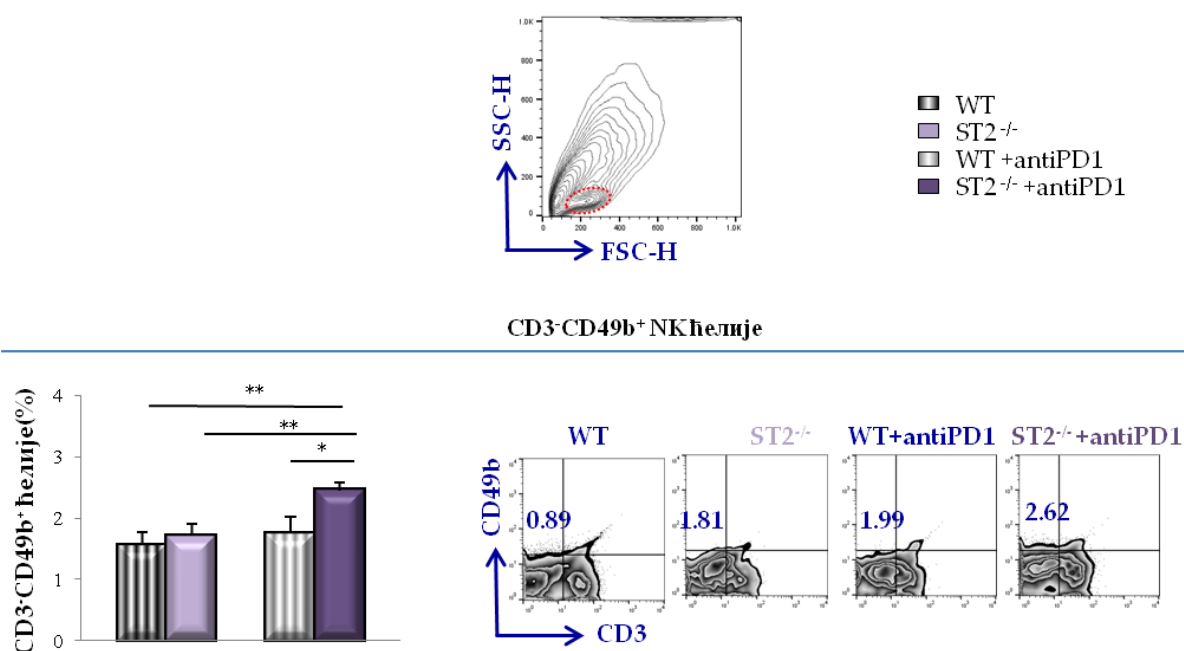 1.0K
800
600
400
200
0
0 200 400 600 800 1.0K
SSC-H
FSC-H
WT
ST2 -/-
WT +antiPD1
ST2 -/- +antiPD1
CD3-CD49b+ NK ћелије
CD3-CD49b+ ћелије(%)
4
3
2
1
0
**
**
*
WT ST2-/- WT+antiPD1 ST2-/- +antiPD1
CD49b
0.89 1.81 1.99 2.62
CD3